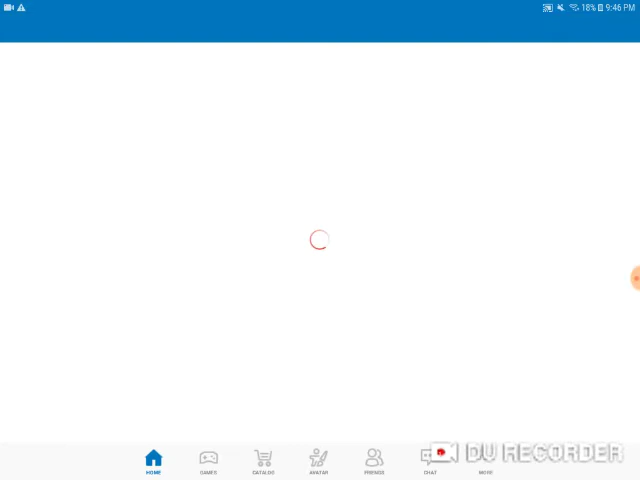 18% 9:46 PM
HOME GAMES CATALOG AVATAR FRIENDS CHAT MORE
DU RECORDER